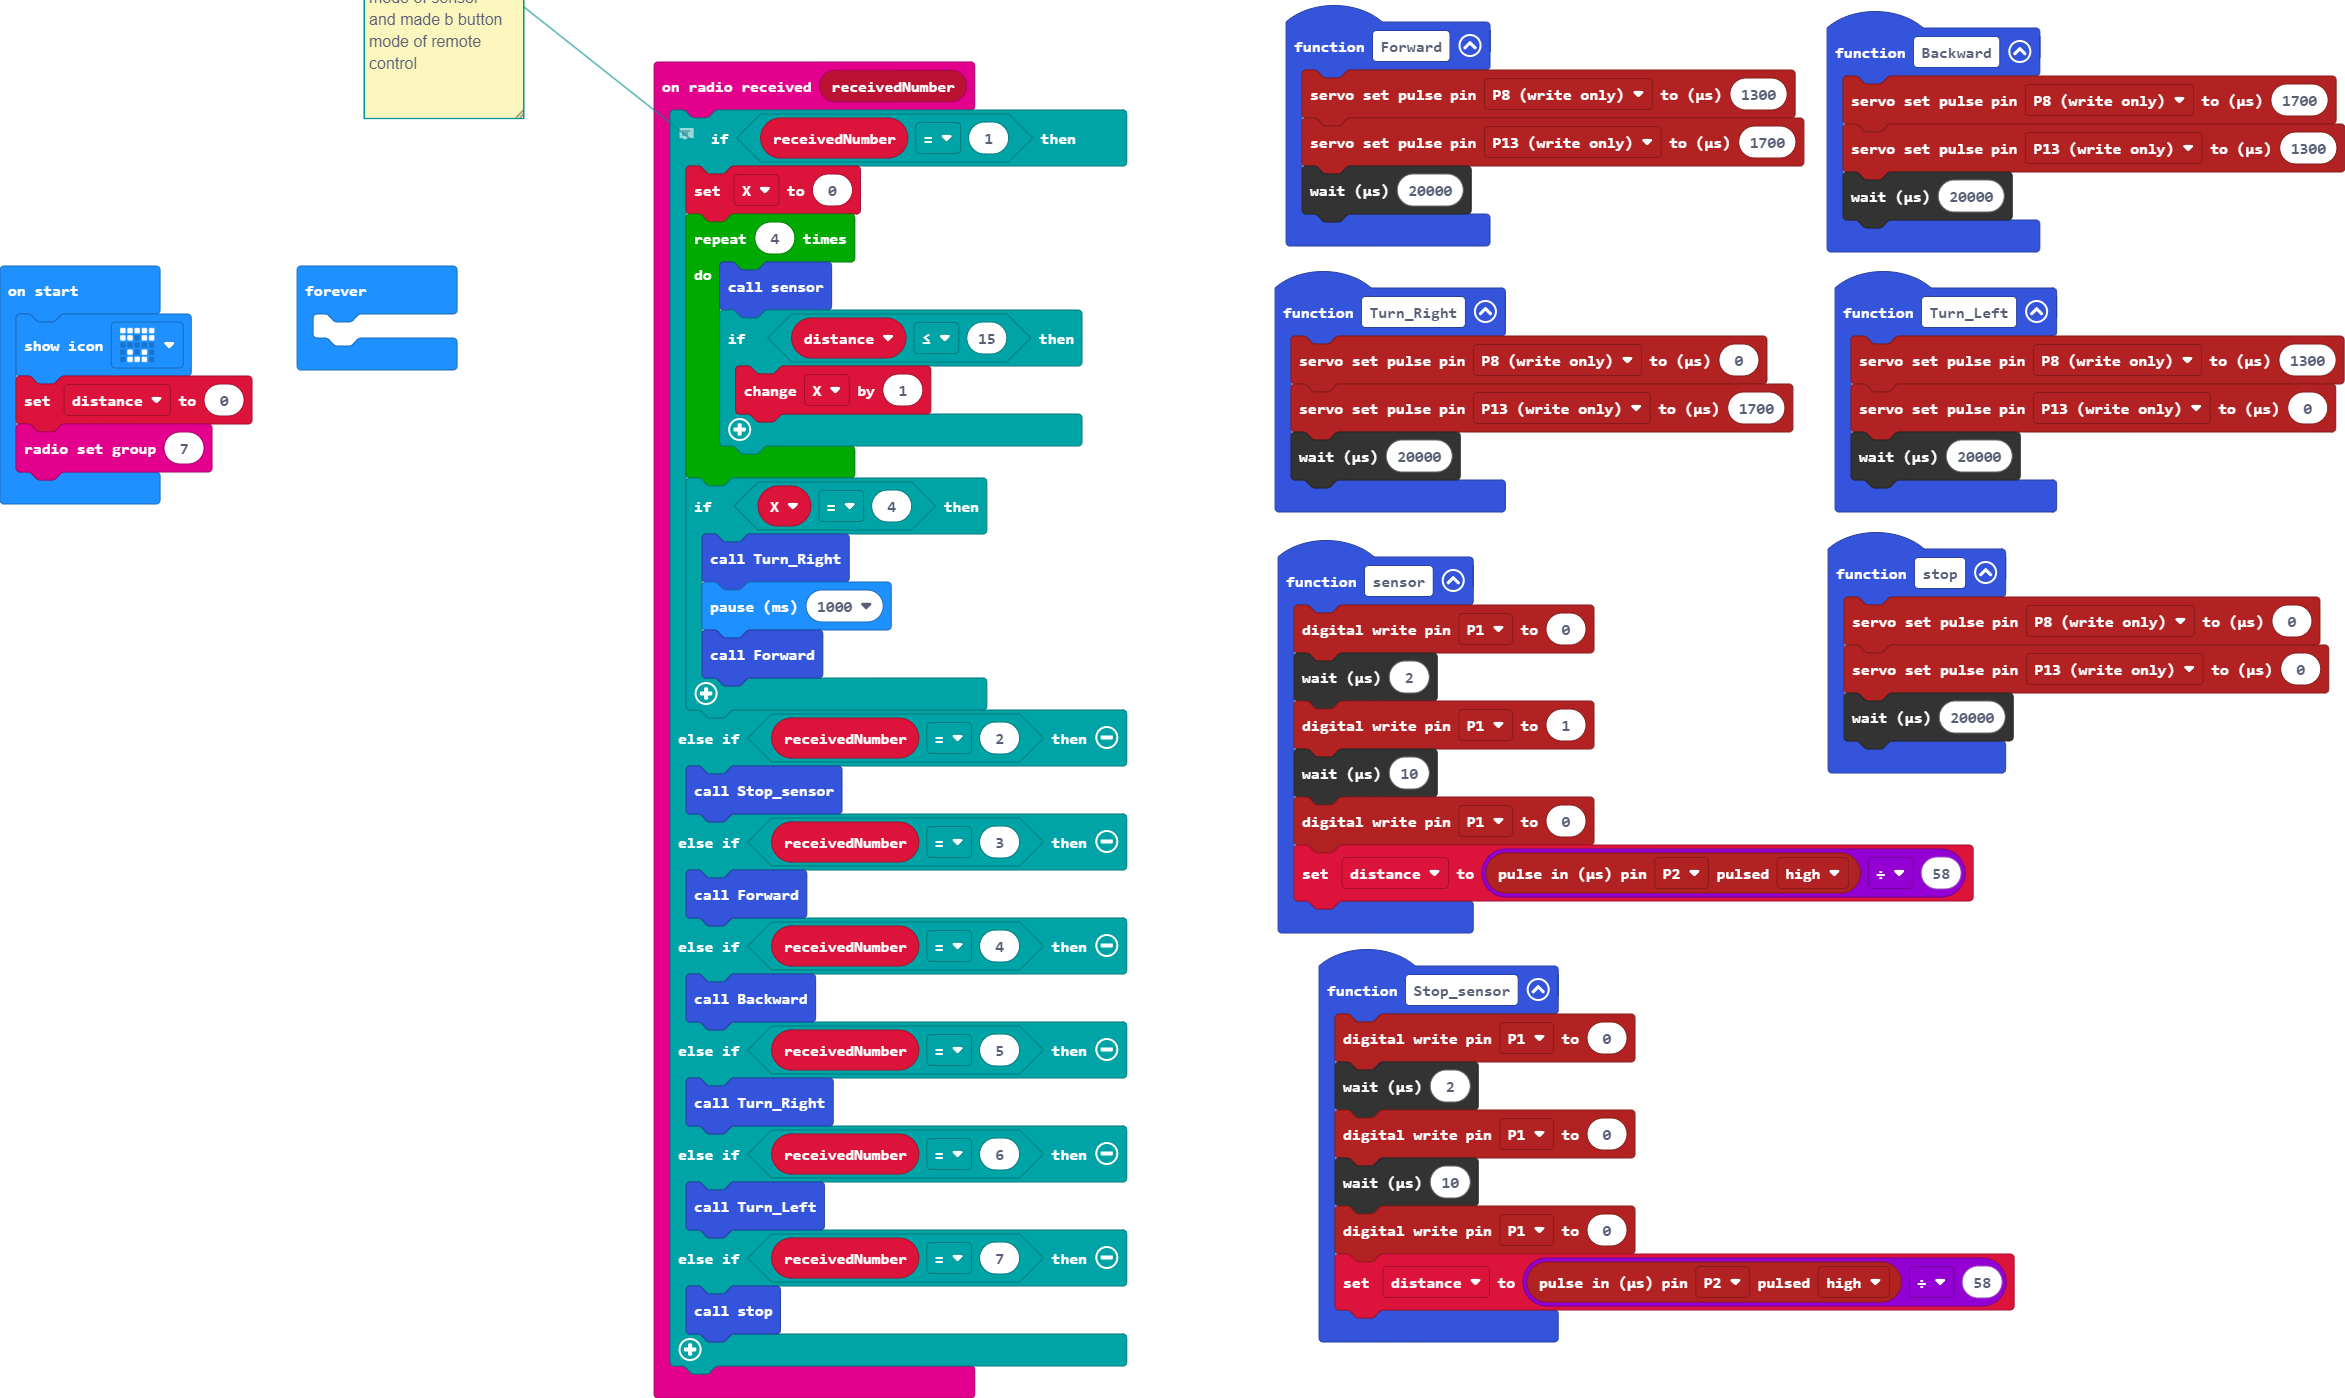 and made b button
mode of remote
control
on start
show icon
set distance to 0
radio set group 7
forever
on radio received receivedNumber
if receivedNumber = 1 then
set X to 0
repeat 4 times
do
call sensor
if distance ≤ 15 then
change X by 1
if X = 4 then
call Turn_Right
pause (ms) 1000
call Forward
else if receivedNumber = 2 then
call Stop_sensor
else if receivedNumber = 3 then
call Forward
else if receivedNumber = 4 then
call Backward
else if receivedNumber = 5 then
call Turn_Right
else if receivedNumber = 6 then
call Turn_Left
else if receivedNumber = 7 then
call stop
function Forward
servo set pulse pin P8 (write only) to (µs) 1300
servo set pulse pin P13 (write only) to (µs) 1700
wait (µs) 20000
function Backward
servo set pulse pin P8 (write only) to (µs) 1700
servo set pulse pin P13 (write only) to (µs) 1300
wait (µs) 20000
function Turn_Right
servo set pulse pin P8 (write only) to (µs) 0
servo set pulse pin P13 (write only) to (µs) 1700
wait (µs) 20000
function Turn_Left
servo set pulse pin P8 (write only) to (µs) 1300
servo set pulse pin P13 (write only) to (µs) 0
wait (µs) 20000
function sensor
digital write pin P1 to 0
wait (µs) 2
digital write pin P1 to 1
wait (µs) 10
digital write pin P1 to 0
set distance to pulse in (µs) pin P2 pulsed high ÷ 58
function stop
servo set pulse pin P8 (write only) to (µs) 0
servo set pulse pin P13 (write only) to (µs) 0
wait (µs) 20000
function Stop_sensor
digital write pin P1 to 0
wait (µs) 2
digital write pin P1 to 0
wait (µs) 10
digital write pin P1 to 0
set distance to pulse in (µs) pin P2 pulsed high ÷ 58